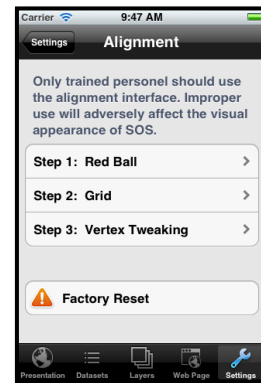 Carrier 9:47 AM
Settings Alignment
Only trained personel should use
the alignment interface. Improper
use will adversely affect the visual
appearance of SOS.
Step 1: Red Ball
Step 2: Grid
Step 3: Vertex Tweaking
Factory Reset
Presentation Datasets Layers Web Page Settings